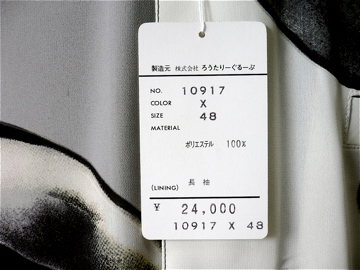 製造元 株式会社 ろうたりーぐるーぷ
NO. 10917
COLOR X
SIZE 48
MATERIAL
ポリエステル 100%
(LINING) 長袖
¥ 24,000
10917 X 48